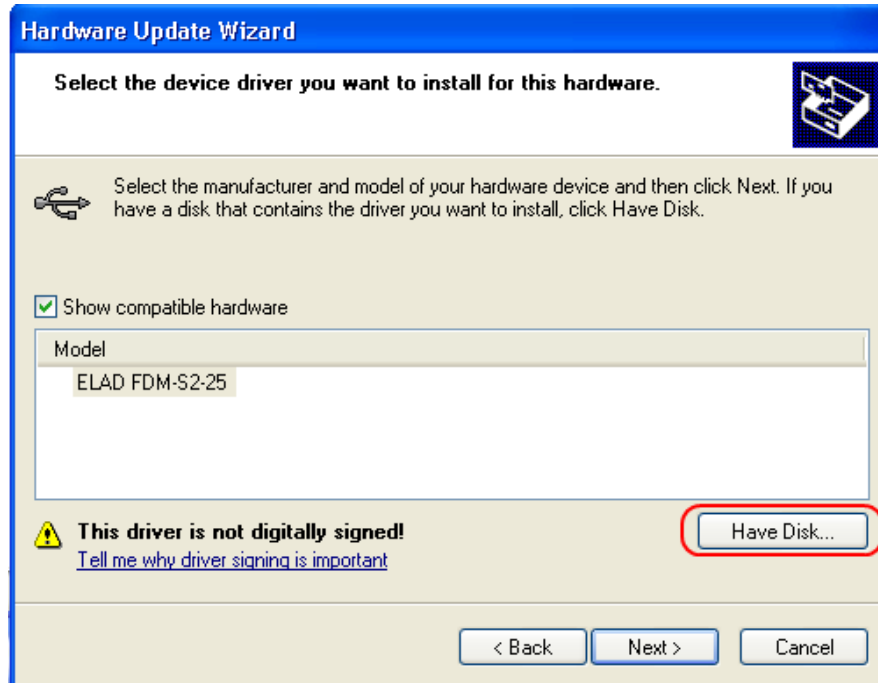 Hardware Update Wizard
Select the device driver you want to install for this hardware.
Select the manufacturer and model of your hardware device and then click Next. If you
have a disk that contains the driver you want to install, click Have Disk.
Show compatible hardware
Model
ELAD FDM-S2-25
This driver is not digitally signed!
Have Disk...
Tell me why driver signing is important
< Back
Next >
Cancel